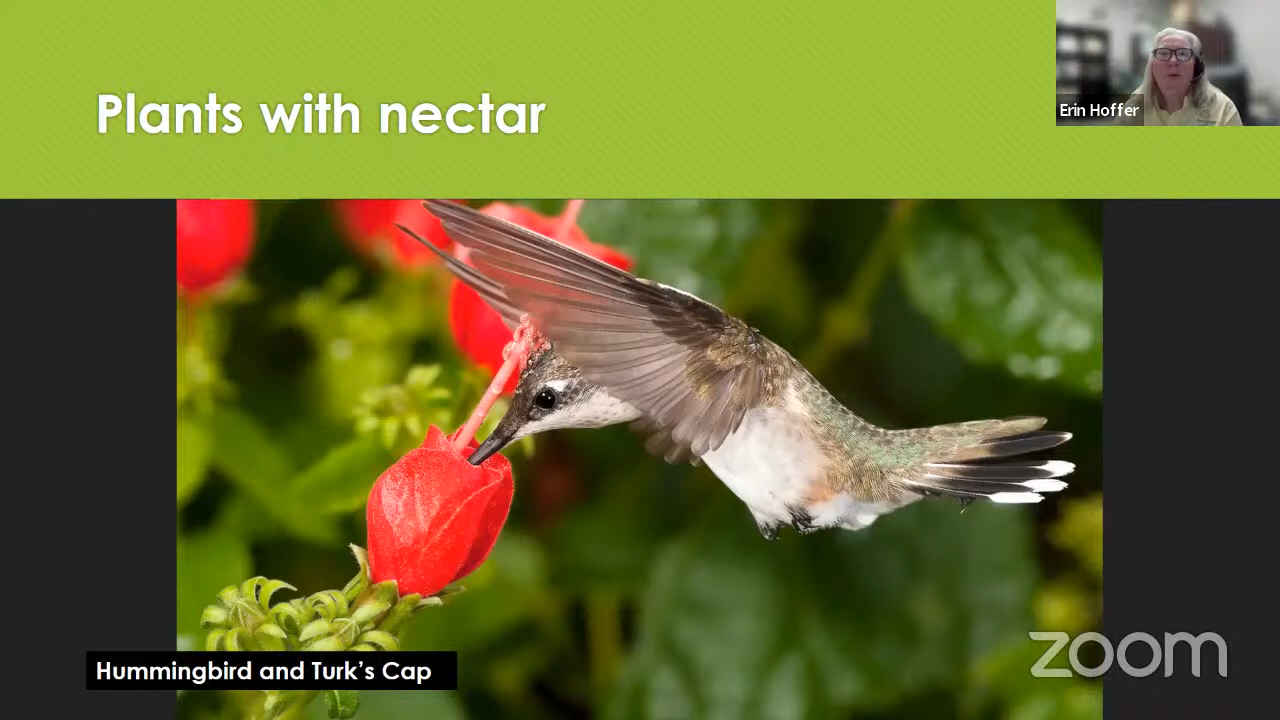 Plants with nectar
Erin Hoffer
Hummingbird and Turk's Cap
zoom